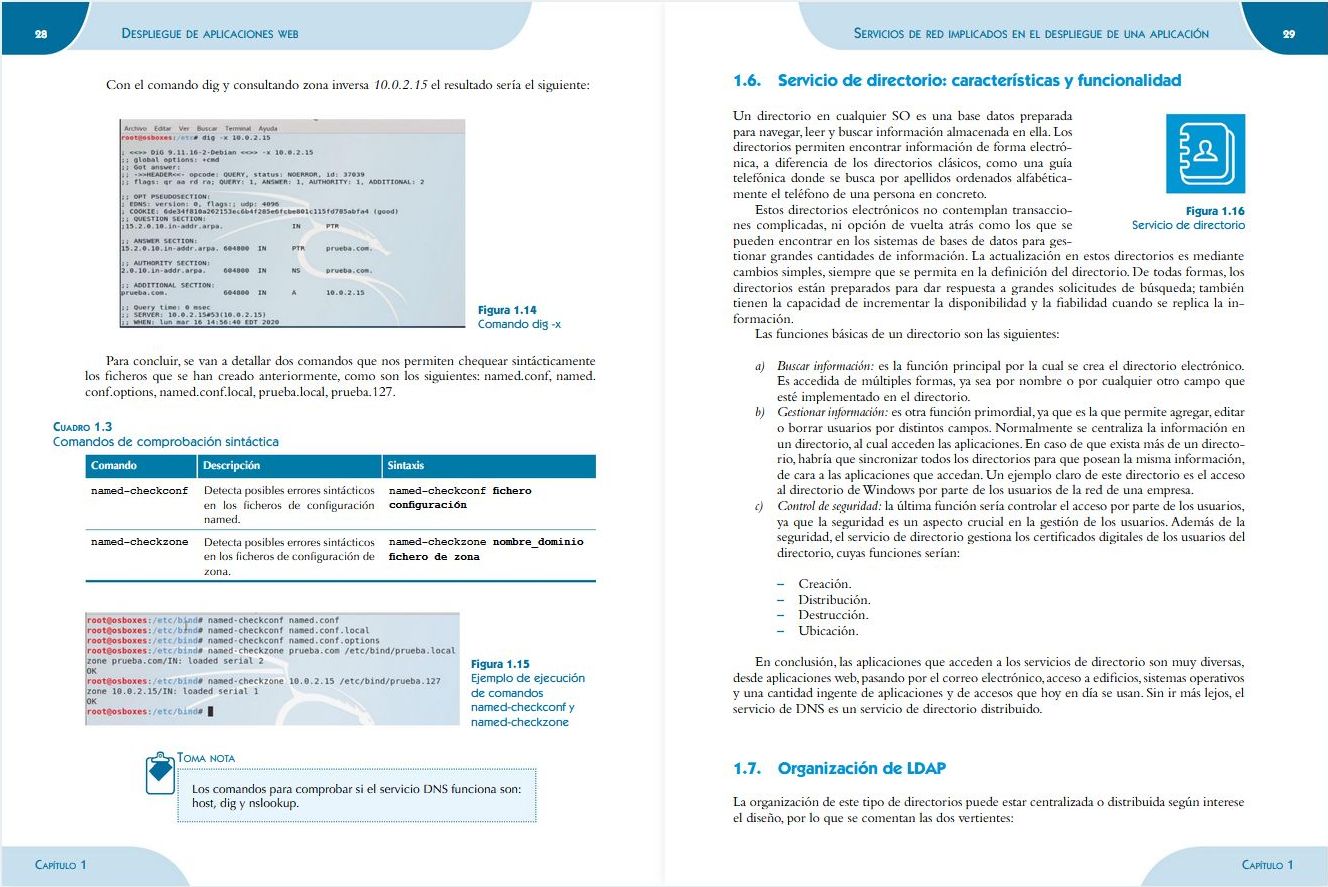 28
DESPLIEGUE DE APLICACIONES WEB
Con el comando dig y consultando zona inversa 10.0.2.15 el resultado sería el siguiente:
Archivo Editar Ver Buscar Terminal Ayuda
root@osboxes:/etc# dig -x 10.0.2.15
; <<>> DiG 9.11.16-2-Debian <<>> -x 10.0.2.15
;; global options: +cmd
;; Got answer:
;; ->>HEADER<<- opcode: QUERY, status: NOERROR, id: 37039
;; flags: qr aa rd ra; QUERY: 1, ANSWER: 1, AUTHORITY: 1, ADDITIONAL: 2
;; OPT PSEUDOSECTION:
; EDNS: version: 0, flags:; udp: 4096
; COOKIE: 6de34f810a262153ec6b4f285e6fcbe801c115fd785abfa4 (good)
;; QUESTION SECTION:
;15.2.0.10.in-addr.arpa. IN PTR
;; ANSWER SECTION:
15.2.0.10.in-addr.arpa. 604800 IN PTR prueba.com.
;; AUTHORITY SECTION:
2.0.10.in-addr.arpa. 604800 IN NS prueba.com.
;; ADDITIONAL SECTION:
prueba.com. 604800 IN A 10.0.2.15
;; Query time: 0 msec
;; SERVER: 10.0.2.15#53(10.0.2.15)
;; WHEN: lun mar 16 14:56:40 EDT 2020
Figura 1.14
Comando dig -x
Para concluir, se van a detallar dos comandos que nos permiten chequear sintácticamente
los ficheros que se han creado anteriormente, como son los siguientes: named.conf, named.
conf.options, named.conf.local, prueba.local, prueba.127.
CUADRO 1.3
Comandos de comprobación sintáctica
Comando Descripción Sintaxis
named-checkconf Detecta posibles errores sintácticos named-checkconf fichero
en los ficheros de configuración configuración
named.
named-checkzone Detecta posibles errores sintácticos named-checkzone nombre_dominio
en los ficheros de configuración de fichero de zona
zona.
root@osboxes:/etc/bind# named-checkconf named.conf
root@osboxes:/etc/bind# named-checkconf named.conf.local
root@osboxes:/etc/bind# named-checkconf named.conf.options
root@osboxes:/etc/bind# named-checkzone prueba.com /etc/bind/prueba.local
zone prueba.com/IN: loaded serial 2
OK
root@osboxes:/etc/bind# named-checkzone 10.0.2.15 /etc/bind/prueba.127
zone 10.0.2.15/IN: loaded serial 1
OK
root@osboxes:/etc/bind#
Figura 1.15
Ejemplo de ejecución
de comandos
named-checkconf y
named-checkzone
TOMA NOTA
Los comandos para comprobar si el servicio DNS funciona son:
host, dig y nslookup.
CAPÍTULO 1
SERVICIOS DE RED IMPLICADOS EN EL DESPLIEGUE DE UNA APLICACIÓN
29
1.6. Servicio de directorio: características y funcionalidad
Un directorio en cualquier SO es una base datos preparada
para navegar, leer y buscar información almacenada en ella. Los
directorios permiten encontrar información de forma electró-
nica, a diferencia de los directorios clásicos, como una guía
telefónica donde se busca por apellidos ordenados alfabética-
mente el teléfono de una persona en concreto.
Figura 1.16
Servicio de directorio
Estos directorios electrónicos no contemplan transaccio-
nes complicadas, ni opción de vuelta atrás como los que se
pueden encontrar en los sistemas de bases de datos para ges-
tionar grandes cantidades de información. La actualización en estos directorios es mediante
cambios simples, siempre que se permita en la definición del directorio. De todas formas, los
directorios están preparados para dar respuesta a grandes solicitudes de búsqueda; también
tienen la capacidad de incrementar la disponibilidad y la fiabilidad cuando se replica la in-
formación.
Las funciones básicas de un directorio son las siguientes:
a) Buscar información: es la función principal por la cual se crea el directorio electrónico.
Es accedida de múltiples formas, ya sea por nombre o por cualquier otro campo que
esté implementado en el directorio.
b) Gestionar información: es otra función primordial, ya que es la que permite agregar, editar
o borrar usuarios por distintos campos. Normalmente se centraliza la información en
un directorio, al cual acceden las aplicaciones. En caso de que exista más de un directo-
rio, habría que sincronizar todos los directorios para que posean la misma información,
de cara a las aplicaciones que accedan. Un ejemplo claro de este directorio es el acceso
al directorio de Windows por parte de los usuarios de la red de una empresa.
c) Control de seguridad: la última función sería controlar el acceso por parte de los usuarios,
ya que la seguridad es un aspecto crucial en la gestión de los usuarios. Además de la
seguridad, el servicio de directorio gestiona los certificados digitales de los usuarios del
directorio, cuyas funciones serían:
– Creación.
– Distribución.
– Destrucción.
– Ubicación.
En conclusión, las aplicaciones que acceden a los servicios de directorio son muy diversas,
desde aplicaciones web, pasando por el correo electrónico, acceso a edificios, sistemas operativos
y una cantidad ingente de aplicaciones y de accesos que hoy en día se usan. Sin ir más lejos, el
servicio de DNS es un servicio de directorio distribuido.
1.7. Organización de LDAP
La organización de este tipo de directorios puede estar centralizada o distribuida según interese
el diseño, por lo que se comentan las dos vertientes:
CAPÍTULO 1